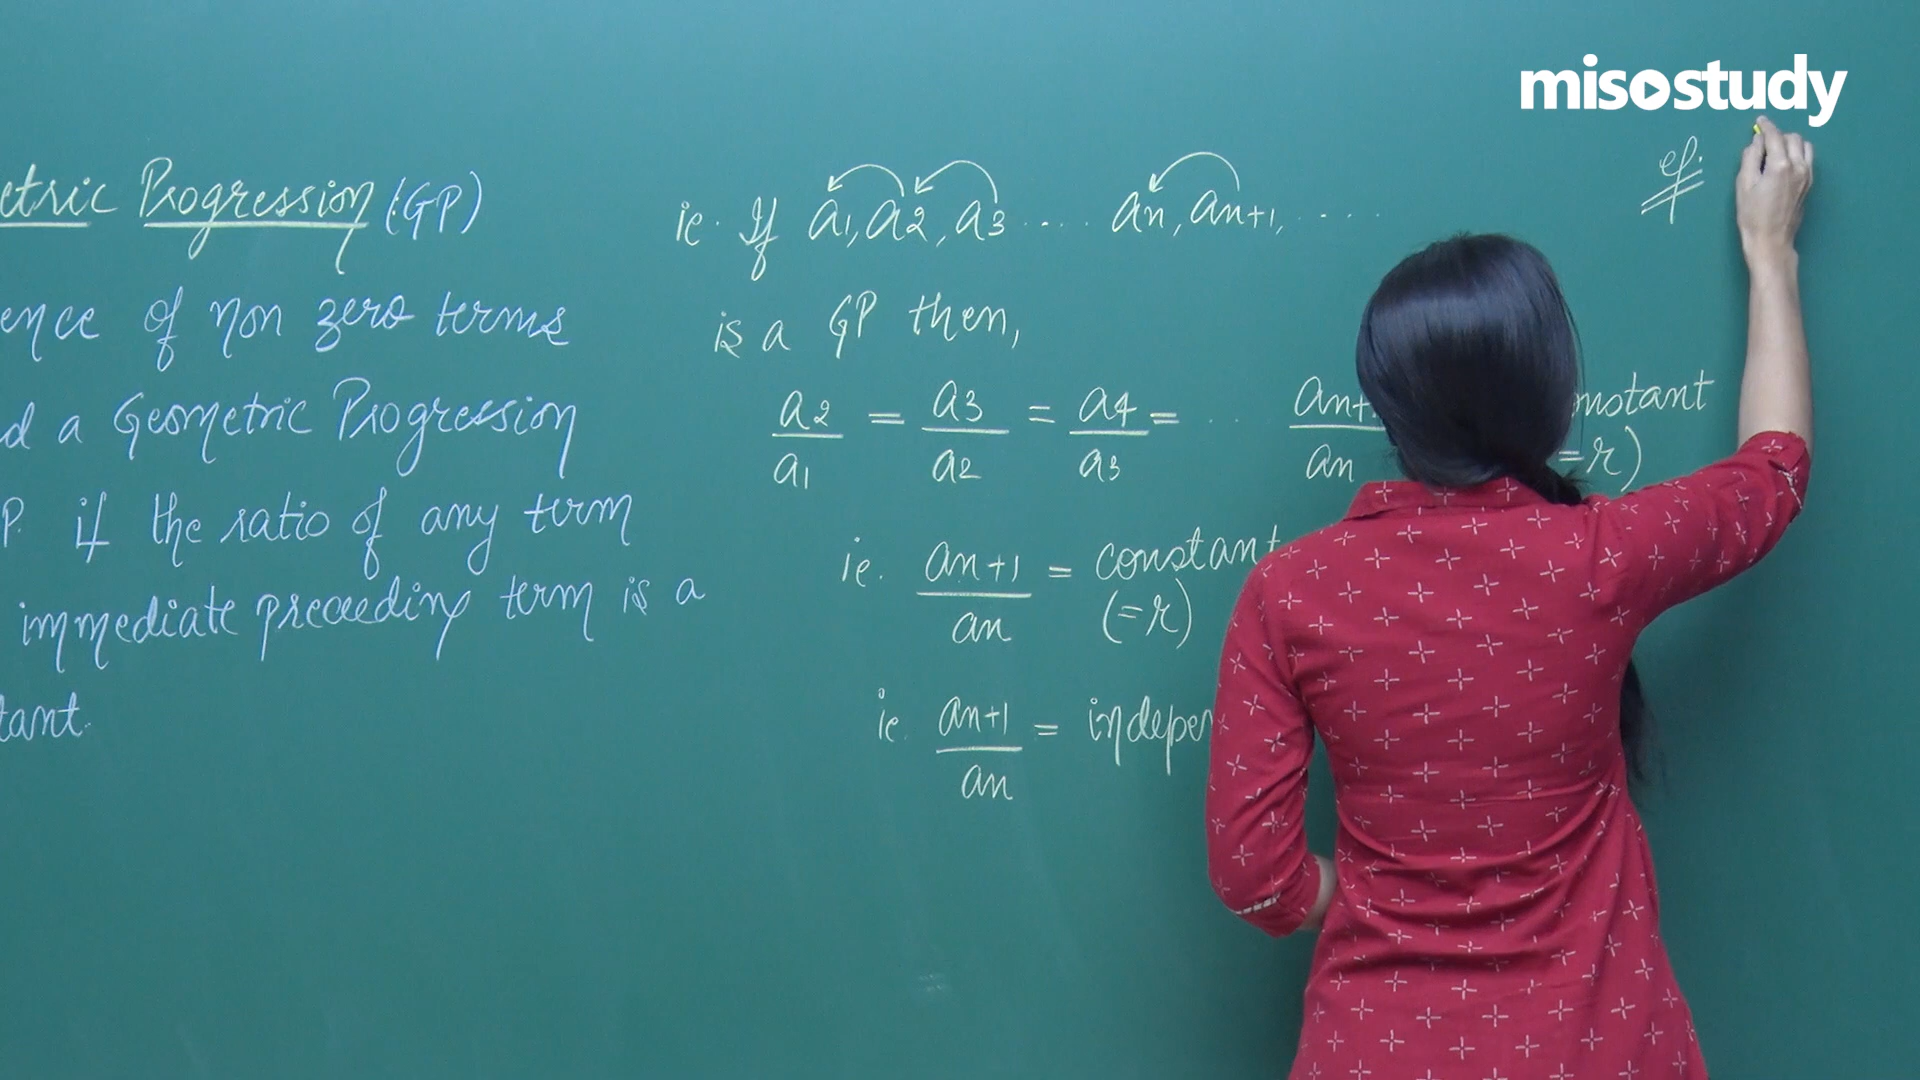 misostudy
etric Progression (GP)
ence of non zero terms
d a Geometric Progression
P. if the ratio of any term
immediate preceeding term is a
tant.
ie. If a1, a2, a3 .... an, an+1, ....
is a GP then,
a2/a1 = a3/a2 = a4/a3 = .. an+/an nstant
=r)
ie. an+1/an = constant
(=r)
ie. an+1/an = indepen